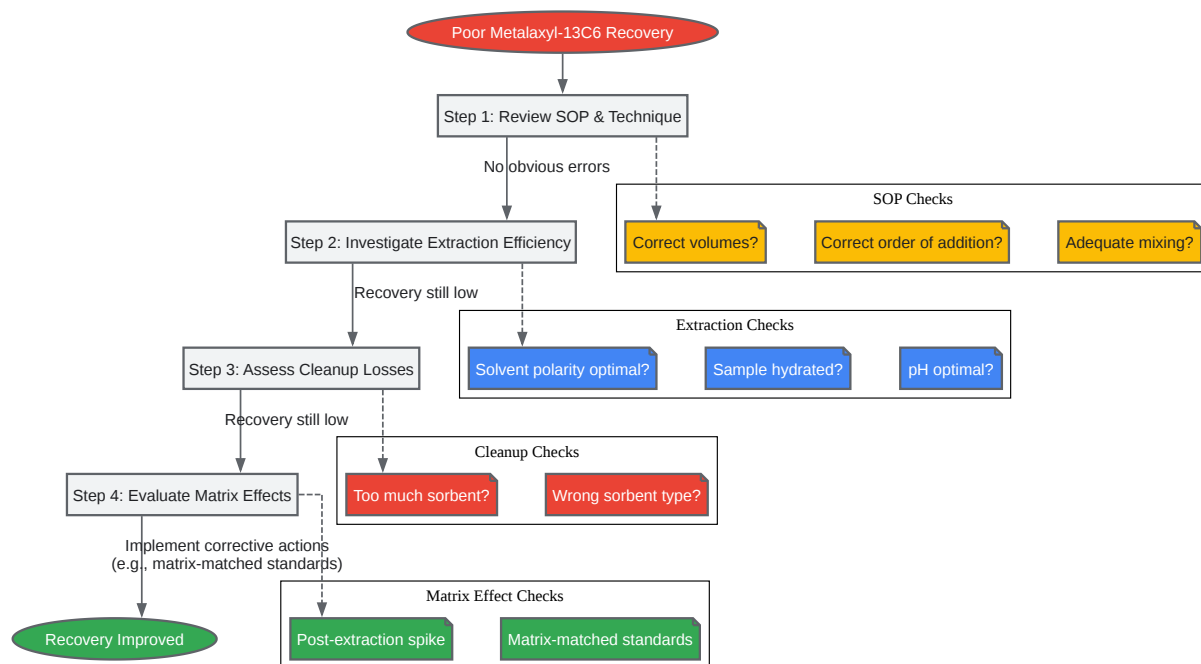 Poor Metalaxyl-13C6 Recovery
Step 1: Review SOP & Technique
No obvious errors
SOP Checks
Correct volumes?
Correct order of addition?
Adequate mixing?
Step 2: Investigate Extraction Efficiency
Recovery still low
Extraction Checks
Solvent polarity optimal?
Sample hydrated?
pH optimal?
Step 3: Assess Cleanup Losses
Recovery still low
Cleanup Checks
Too much sorbent?
Wrong sorbent type?
Step 4: Evaluate Matrix Effects
Implement corrective actions
(e.g., matrix-matched standards)
Matrix Effect Checks
Post-extraction spike
Matrix-matched standards
Recovery Improved